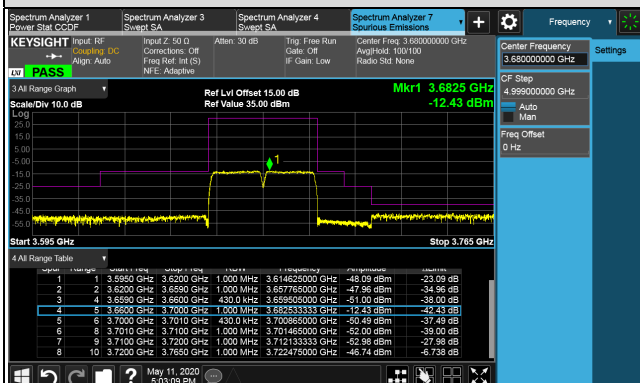 Spectrum Analyzer 1
Power Stat CCDF
Spectrum Analyzer 3
Swept SA
Spectrum Analyzer 4
Swept SA
Spectrum Analyzer 7
Spurious Emissions
+
Frequency
KEYSIGHT
Input: RF
Coupling: DC
Align: Auto
Input Z: 50 Ω
Corrections: Off
Freq Ref: Int (S)
NFE: Adaptive
Atten: 30 dB
Trig: Free Run
Gate: Off
IF Gain: Low
Center Freq: 3.680000000 GHz
Avg|Hold: 100/100
Radio Std: None
LXI PASS
Center Frequency
3.680000000 GHz
Settings
CF Step
4.999000000 GHz
Auto
Man
Freq Offset
0 Hz
3 All Range Graph
Scale/Div 10.0 dB
Ref Lvl Offset 15.00 dB
Ref Value 35.00 dBm
Mkr1 3.6825 GHz
-12.43 dBm
Log
25.0
15.0
5.00
-5.00
-15.0
-25.0
-35.0
-45.0
-55.0
1
Start 3.595 GHz
Stop 3.765 GHz
4 All Range Table
Spur Range Start Freq Stop Freq RBW Frequency Amplitude ΔLimit
1 1 3.5950 GHz 3.6200 GHz 1.000 MHz 3.614625000 GHz -48.09 dBm -23.09 dB
2 2 3.6200 GHz 3.6590 GHz 1.000 MHz 3.657765000 GHz -47.96 dBm -34.96 dB
3 4 3.6590 GHz 3.6600 GHz 430.0 kHz 3.659505000 GHz -51.00 dBm -38.00 dB
4 5 3.6600 GHz 3.7000 GHz 1.000 MHz 3.682533333 GHz -12.43 dBm -42.43 dB
5 6 3.7000 GHz 3.7010 GHz 430.0 kHz 3.700865000 GHz -50.49 dBm -37.49 dB
6 8 3.7010 GHz 3.7100 GHz 1.000 MHz 3.701465000 GHz -52.00 dBm -39.00 dB
7 9 3.7100 GHz 3.7200 GHz 1.000 MHz 3.712133333 GHz -52.98 dBm -27.98 dB
8 10 3.7200 GHz 3.7650 GHz 1.000 MHz 3.722475000 GHz -46.74 dBm -6.738 dB
?
May 11, 2020
5:03:09 PM